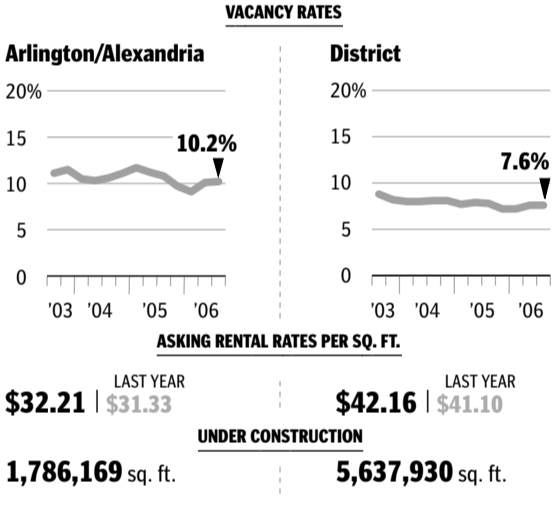 VACANCY RATES
Arlington/Alexandria
20%
15
10.2%
10
5
0
'03 '04 '05 '06
District
20%
15
7.6%
10
5
0
'03 '04 '05 '06
ASKING RENTAL RATES PER SQ. FT.
LAST YEAR
$32.21 | $31.33
LAST YEAR
$42.16 | $41.10
UNDER CONSTRUCTION
1,786,169 sq. ft.
5,637,930 sq. ft.